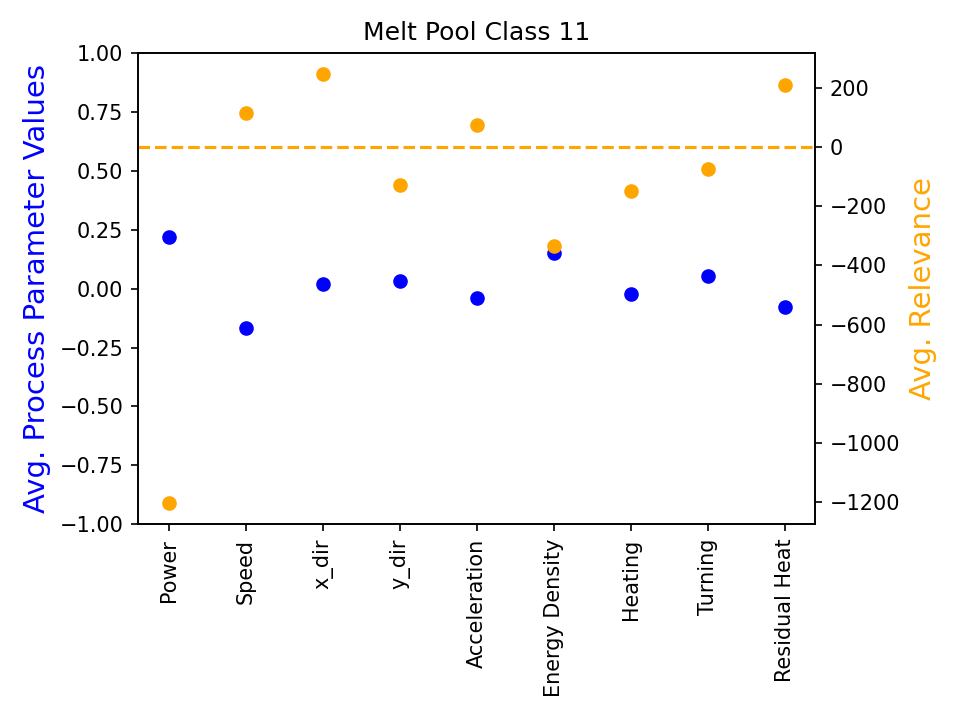 Melt Pool Class 11
Avg. Process Parameter Values
1.00
0.75
0.50
0.25
0.00
−0.25
−0.50
−0.75
−1.00
200
0
−200
−400
−600
−800
−1000
−1200
Avg. Relevance
Power
Speed
x_dir
y_dir
Acceleration
Energy Density
Heating
Turning
Residual Heat